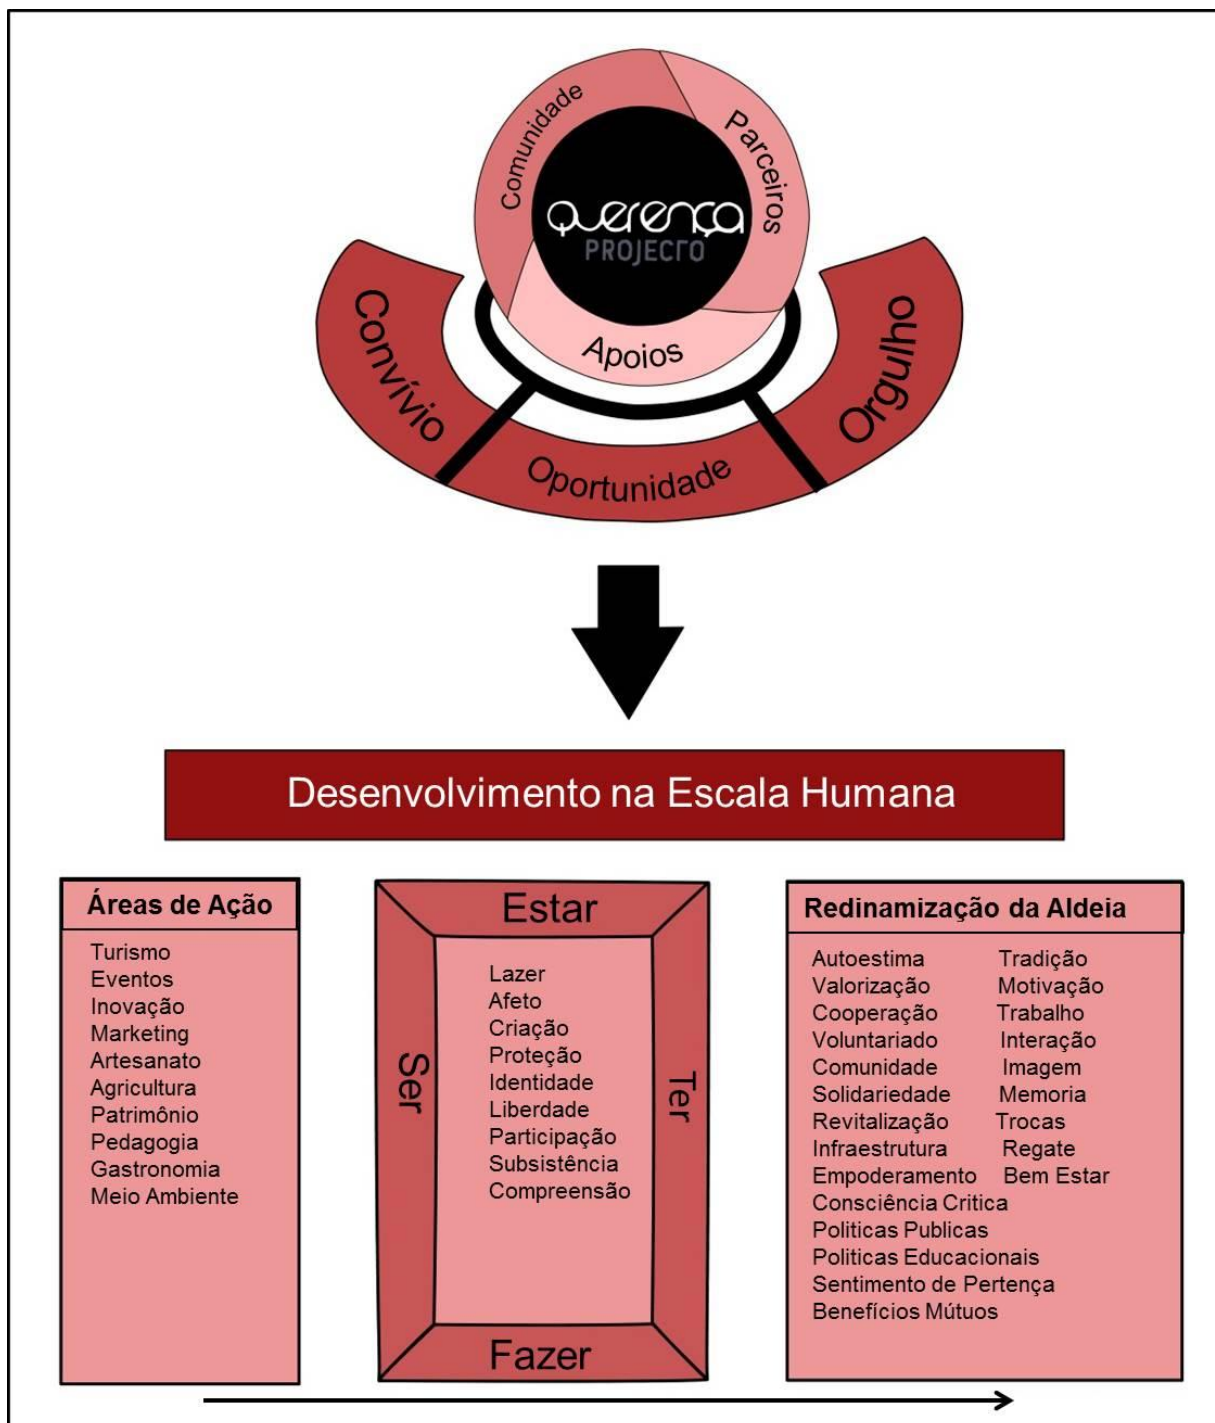 Comunidade
Parceiros
Querença
PROJECTO
Apoios
Convívio
Oportunidade
Orgulho
Desenvolvimento na Escala Humana
Áreas de Ação
Turismo
Eventos
Inovação
Marketing
Artesanato
Agricultura
Patrimônio
Pedagogia
Gastronomia
Meio Ambiente
Estar
Ser
Lazer
Afeto
Criação
Proteção
Identidade
Liberdade
Participação
Subsistência
Compreensão
Ter
Fazer
Redinamização da Aldeia
Autoestima Tradição
Valorização Motivação
Cooperação Trabalho
Voluntariado Interação
Comunidade Imagem
Solidariedade Memoria
Revitalização Trocas
Infraestrutura Regate
Empoderamento Bem Estar
Consciência Critica
Politicas Publicas
Politicas Educacionais
Sentimento de Pertença
Benefícios Mútuos